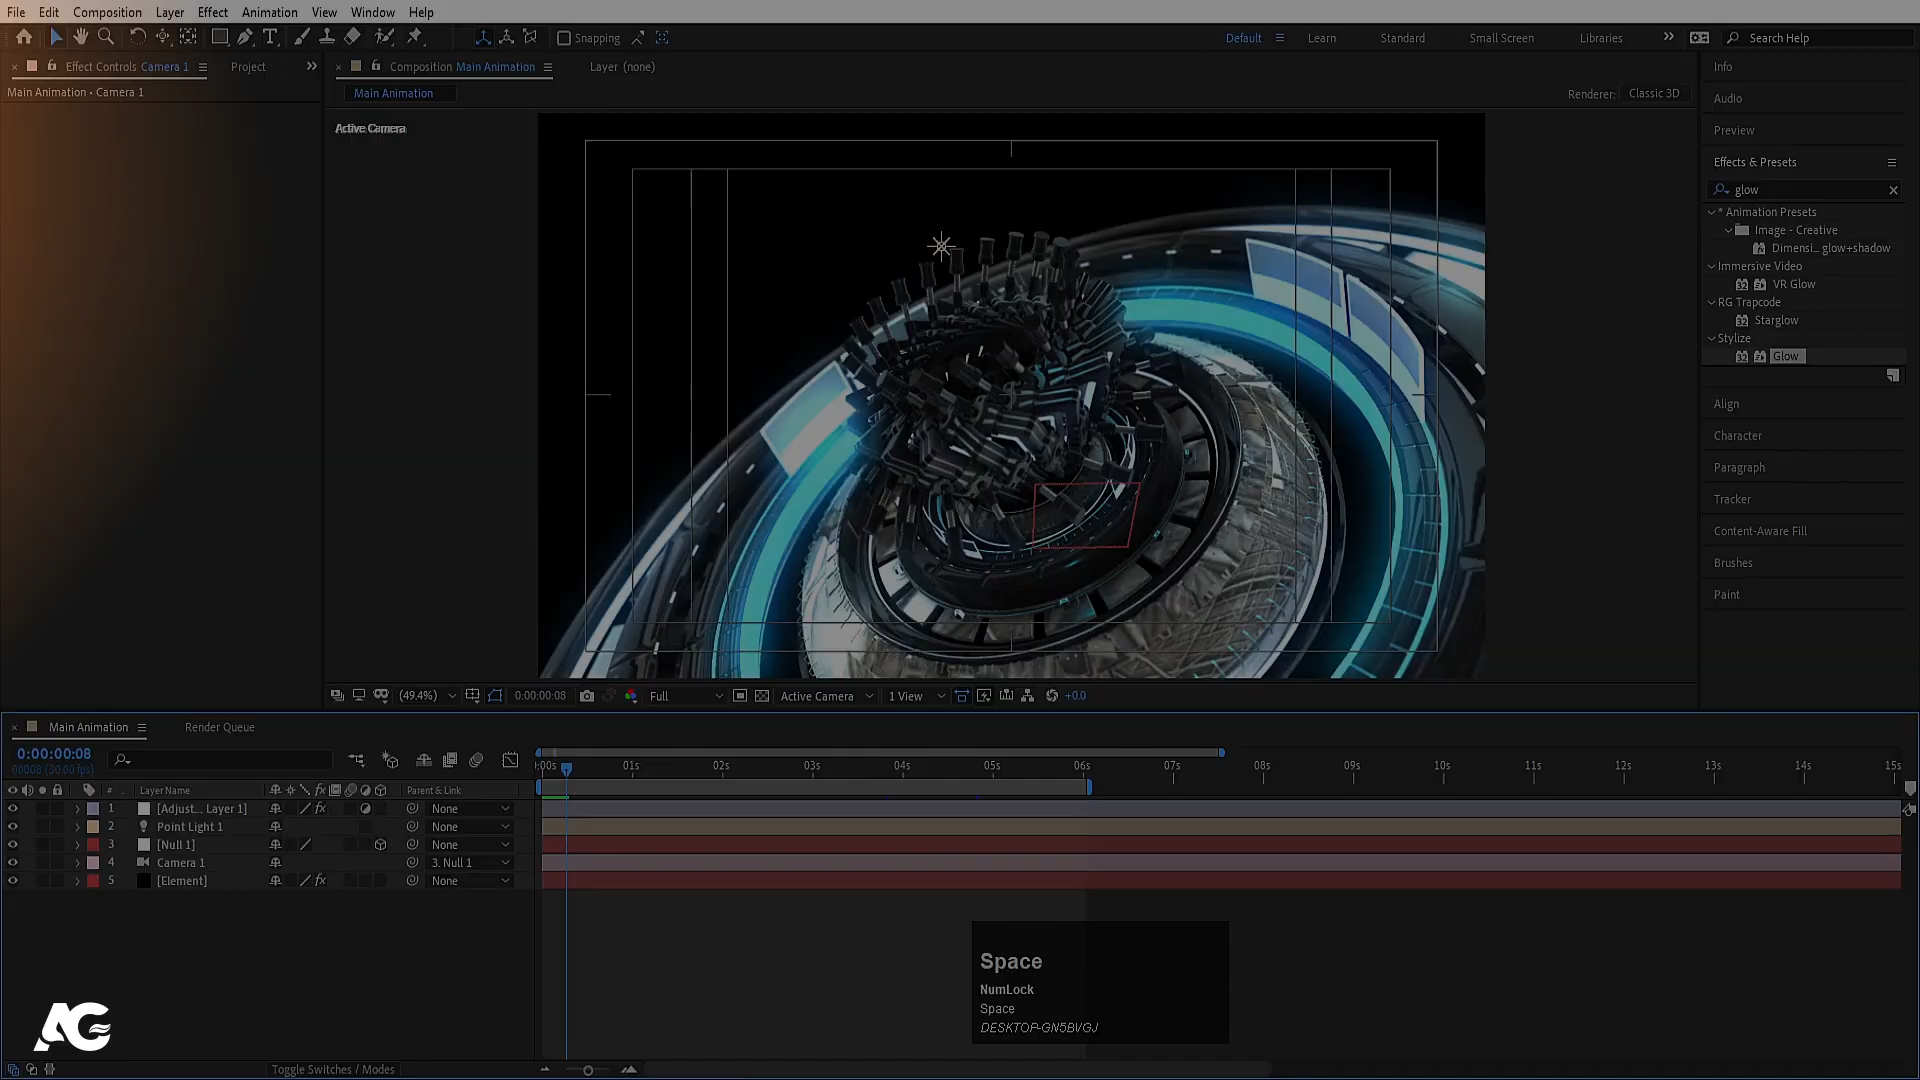 File Edit Composition Layer Effect Animation View Window Help
Snapping Default Learn Standard Small Screen Libraries Search Help
Effect Controls Camera 1 Project Composition Main Animation Layer (none)
Main Animation • Camera 1
Main Animation Renderer: Classic 3D
Active Camera
Info
Audio
Preview
Effects & Presets
glow
* Animation Presets
Image - Creative
Dimensi... glow+shadow
Immersive Video
VR Glow
RG Trapcode
Starglow
Stylize
Glow
Align
Character
Paragraph
Tracker
Content-Aware Fill
Brushes
Paint
(49.4%) 0:00:00:08 Full Active Camera 1 View +0.0
Main Animation Render Queue
0:00:00:08
00008 (30.00 fps)
:00s 01s 02s 03s 04s 05s 06s 07s 08s 09s 10s 11s 12s 13s 14s 15s
# Layer Name fx Parent & Link
1 [Adjust... Layer 1] fx None
2 Point Light 1 None
3 [Null 1] None
4 Camera 1 3. Null 1
5 [Element] fx None
Space
NumLock
Space
DESKTOP-GN5BVGJ
AG
Toggle Switches / Modes